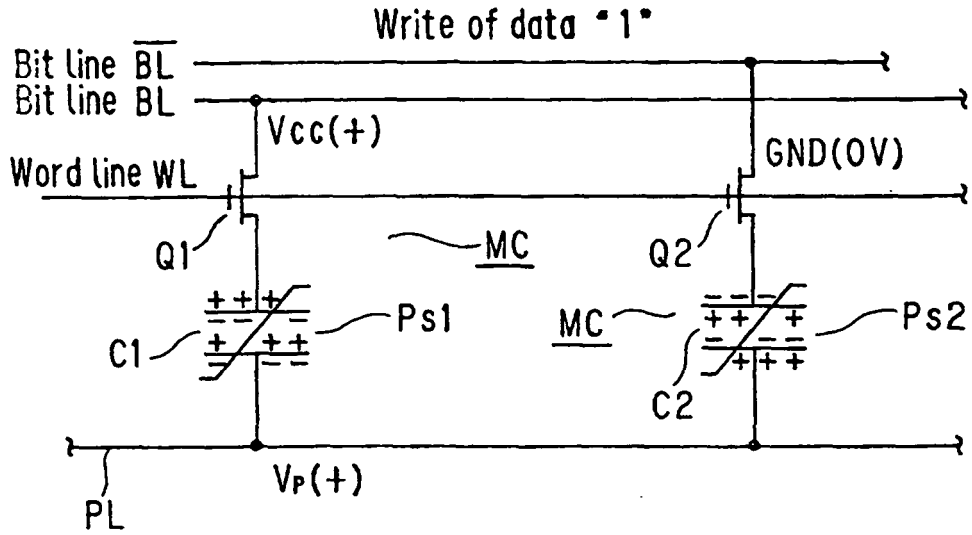 Write of data "1"
Bit line B̅L̅
Bit line BL
Vcc(+)
GND(0V)
Word line WL
Q1
MC
Q2
+ + +
− − −
− − −
+ + +
C1
Ps1
MC
C2
Ps2
+ + +
− − −
− − −
+ + +
PL
VP(+)